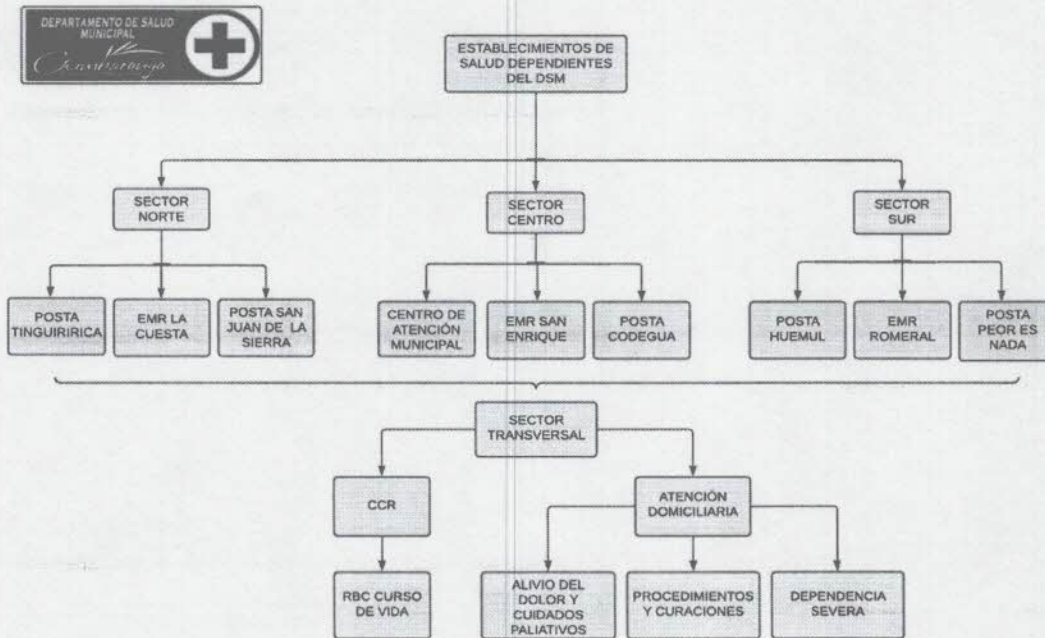 DEPARTAMENTO DE SALUD
MUNICIPAL
ESTABLECIMIENTOS DE
SALUD DEPENDIENTES
DEL DSM
SECTOR
NORTE
SECTOR
CENTRO
SECTOR
SUR
POSTA
TINGUIRIRICA
EMR LA
CUESTA
POSTA SAN
JUAN DE LA
SIERRA
CENTRO DE
ATENCIÓN
MUNICIPAL
EMR SAN
ENRIQUE
POSTA
CODEGUA
POSTA
HUEMUL
EMR
ROMERAL
POSTA
PEOR ES
NADA
SECTOR
TRANSVERSAL
CCR
ATENCIÓN
DOMICILIARIA
RBC CURSO
DE VIDA
ALIVIO DEL
DOLOR Y
CUIDADOS
PALIATIVOS
PROCEDIMIENTOS
Y CURACIONES
DEPENDENCIA
SEVERA